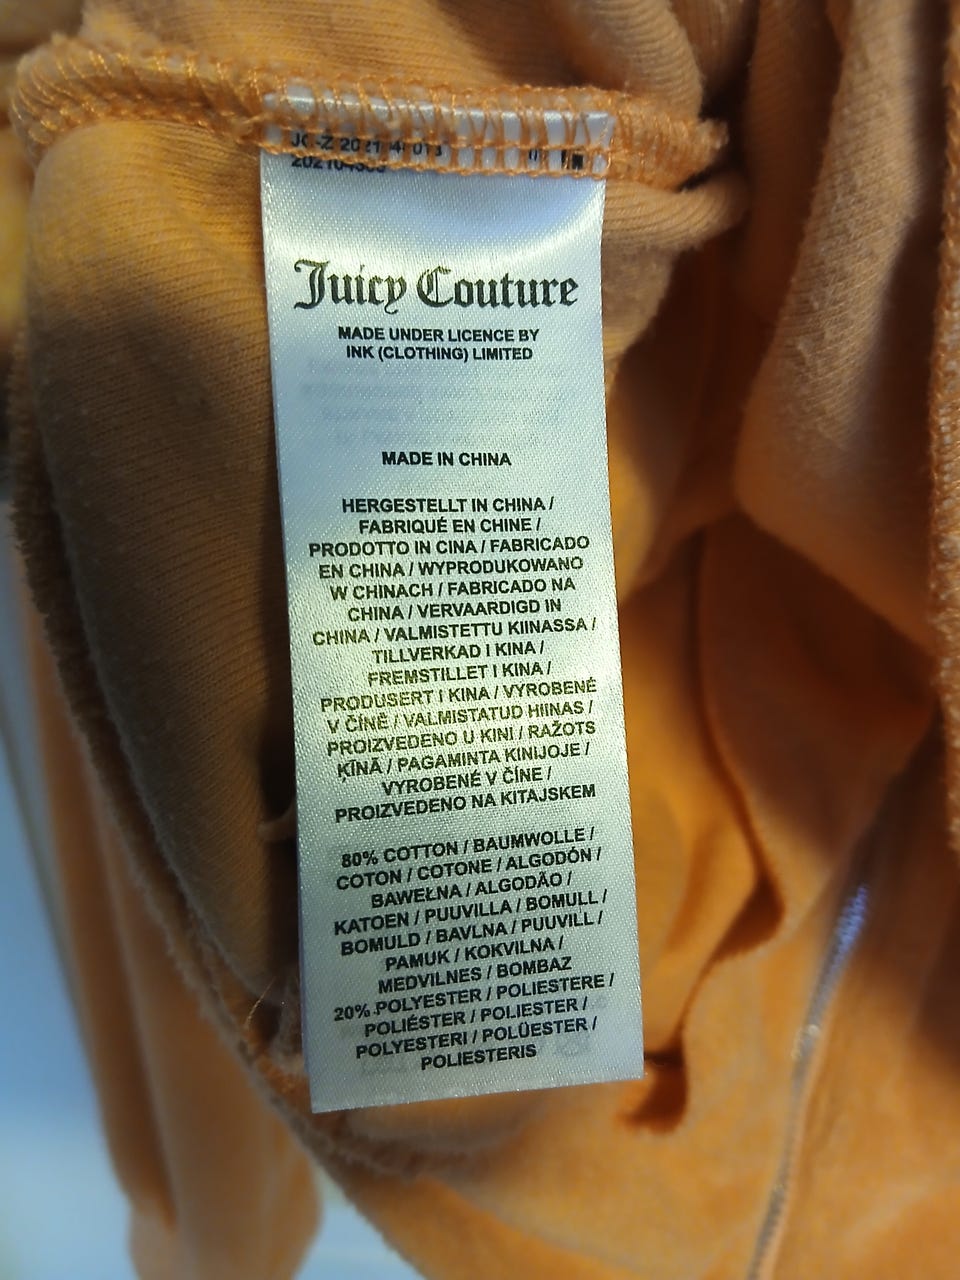 Juicy Couture
MADE UNDER LICENCE BY
INK (CLOTHING) LIMITED
MADE IN CHINA
HERGESTELLT IN CHINA /
FABRIQUÉ EN CHINE /
PRODOTTO IN CINA / FABRICADO
EN CHINA / WYPRODUKOWANO
W CHINACH / FABRICADO NA
CHINA / VERVAARDIGD IN
CHINA / VALMISTETTU KIINASSA /
TILLVERKAD I KINA /
FREMSTILLET I KINA /
PRODUSERT I KINA / VYROBENÉ
V ČÍNĚ / VALMISTATUD HIINAS /
PROIZVEDENO U KINI / RAŽOTS
ĶĪNĀ / PAGAMINTA KINIJOJE /
VYROBENÉ V ČÍNE /
PROIZVEDENO NA KITAJSKEM
80% COTTON / BAUMWOLLE /
COTON / COTONE / ALGODÓN /
BAWEŁNA / ALGODÃO /
KATOEN / PUUVILLA / BOMULL /
BOMULD / BAVLNA / PUUVILL /
PAMUK / KOKVILNA /
MEDVILNES / BOMBAZ
20% POLYESTER / POLIESTERE /
POLIÉSTER / POLIESTER /
POLYESTERI / POLÜESTER /
POLIESTERIS